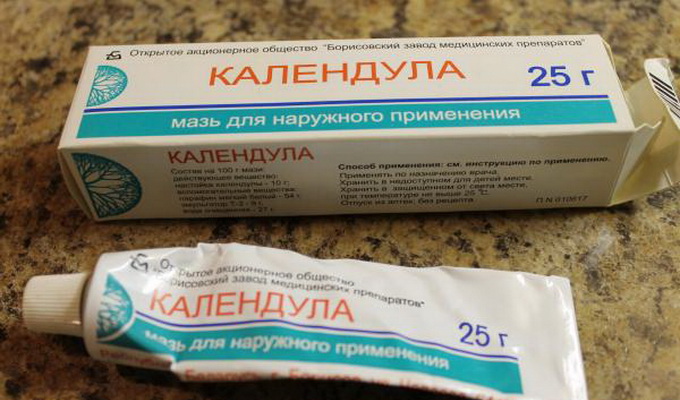 Открытое акционерное общество "Борисовский завод медицинских препаратов"
КАЛЕНДУЛА
25 г
мазь для наружного применения
КАЛЕНДУЛА
Состав на 100 г мази:
действующее вещество:
настойка календулы - 10 г;
вспомогательные вещества:
парафин мягкий белый - 54 г,
эмульгатор
вода очищенная - 27 г.
Способ применения: см. инструкцию по применению.
Применять по назначению врача.
Хранить в недоступном для детей месте.
Хранить в защищенном от света месте,
при температуре не выше 25 °С.
Отпуск из аптек: без рецепта.
П N 010617
Открытое акционерное общество
Борисовский завод медицинских препаратов"
КАЛЕНДУЛА
25 г
мазь для наружного применения